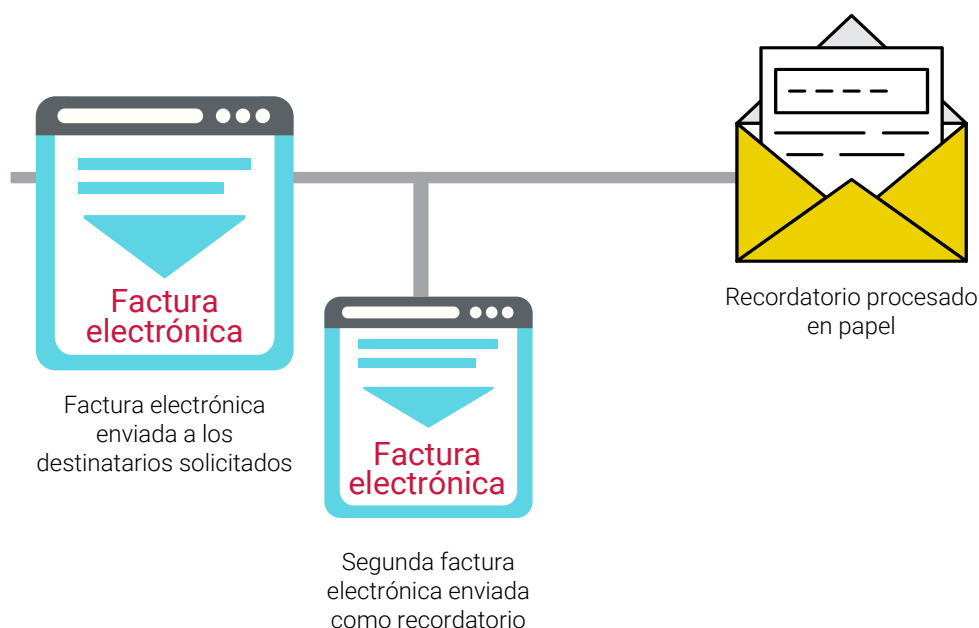 Factura
electrónica
Factura electrónica
enviada a los
destinatarios solicitados
Factura
electrónica
Segunda factura
electrónica enviada
como recordatorio
Recordatorio procesado
en papel